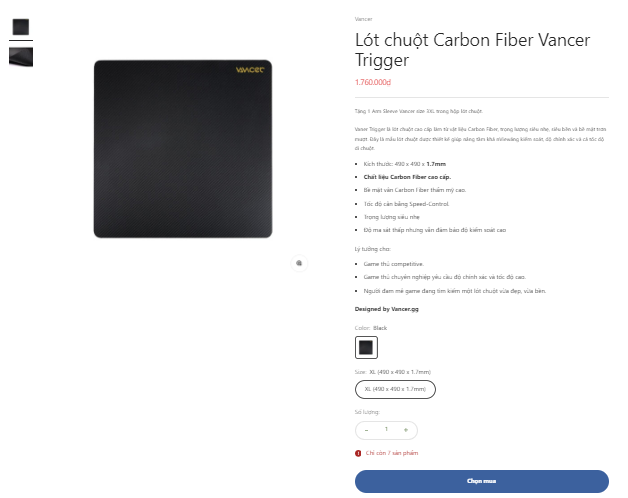 Vancer
Lót chuột Carbon Fiber Vancer
Trigger
1.760.000đ
Tặng 1 Arm Sleeve Vancer size 3XL trong hộp lót chuột.
Vaner Trigger là lót chuột cao cấp làm từ vật liệu Carbon Fiber, trọng lượng siêu nhẹ, siêu bền và bề mặt trơn
mượt. Đây là mẫu lót chuột được thiết kế giúp nâng tầm khả năng kiểm soát, độ chính xác và cả tốc độ
di chuột.
Kích thước: 490 x 490 x 1.7mm
Chất liệu Carbon Fiber cao cấp.
Bề mặt vân Carbon Fiber thẩm mỹ cao.
Tốc độ cân bằng Speed-Control.
Trọng lượng siêu nhẹ
Độ ma sát thấp nhưng vẫn đảm bảo độ kiểm soát cao
Lý tưởng cho:
Game thủ competitive.
Game thủ chuyên nghiệp yêu cầu độ chính xác và tốc độ cao.
Người đam mê game đang tìm kiếm một lót chuột vừa đẹp, vừa bền.
Designed by Vancer.gg
Color: Black
Size: XL (490 x 490 x 1.7mm)
XL (490 x 490 x 1.7mm)
Số lượng:
- 1 +
Chỉ còn 7 sản phẩm
Chọn mua
vancer